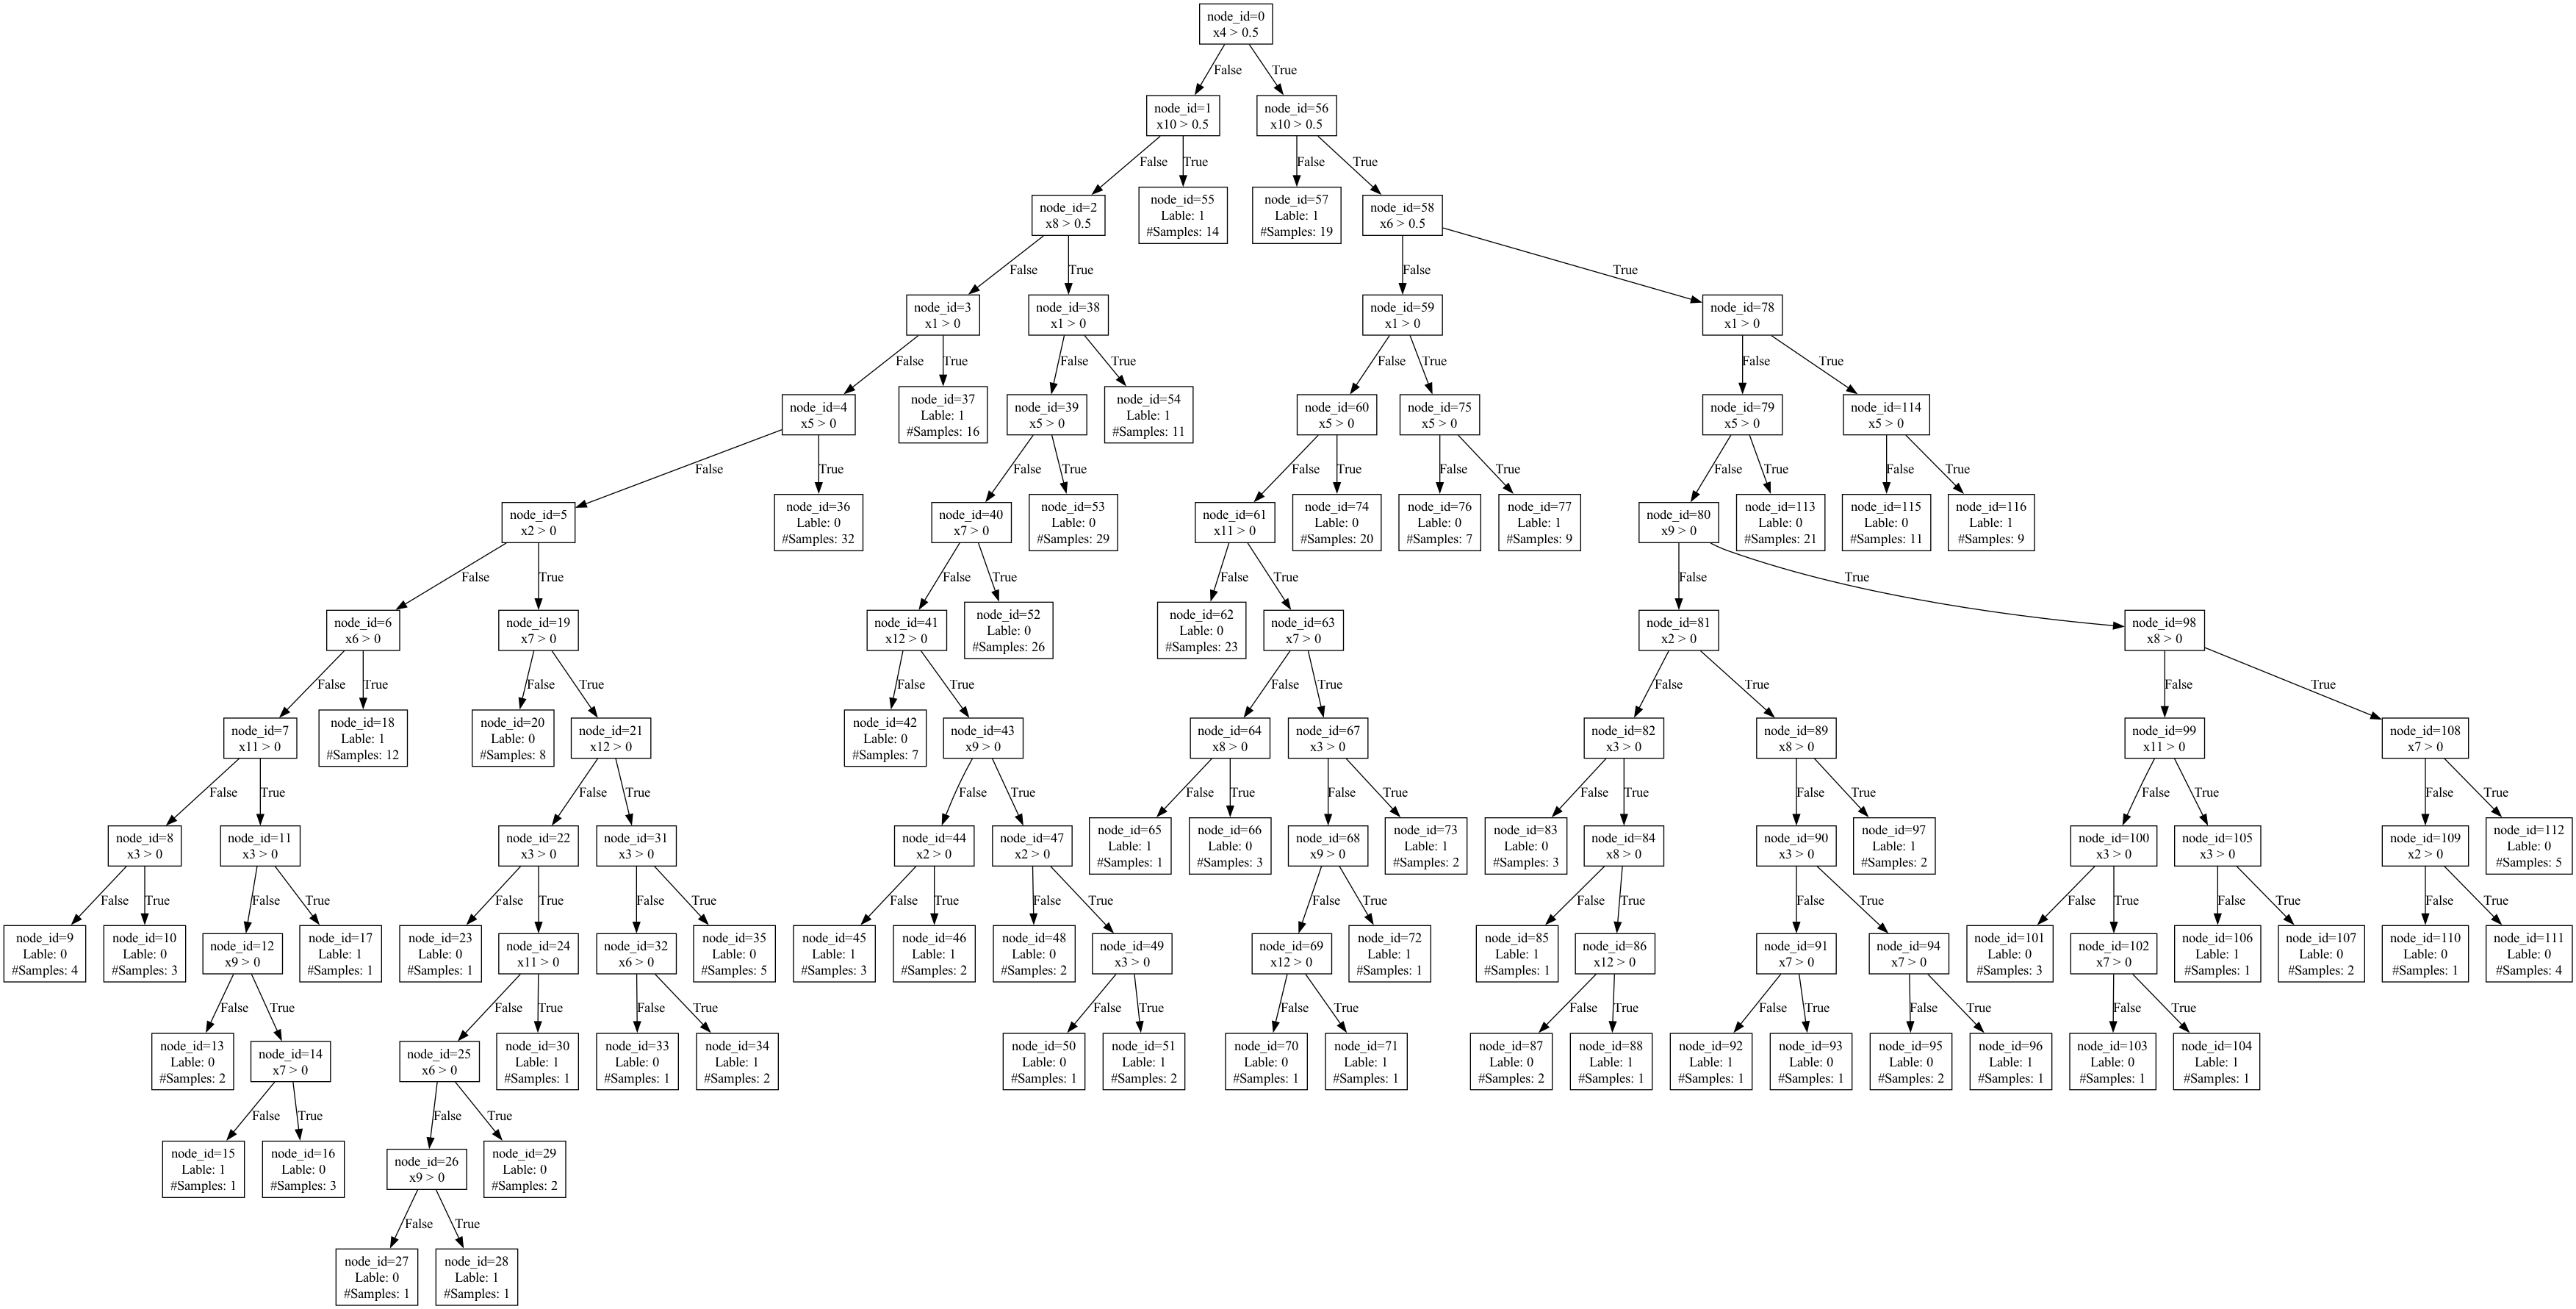 node_id=0
x4 > 0.5
False
True
node_id=1
x10 > 0.5
node_id=56
x10 > 0.5
False
True
False
True
node_id=2
x8 > 0.5
node_id=55
Lable: 1
#Samples: 14
node_id=57
Lable: 1
#Samples: 19
node_id=58
x6 > 0.5
False
True
False
True
node_id=3
x1 > 0
node_id=38
x1 > 0
node_id=59
x1 > 0
node_id=78
x1 > 0
False
True
False
True
False
True
False
True
node_id=4
x5 > 0
node_id=37
Lable: 1
#Samples: 16
node_id=39
x5 > 0
node_id=54
Lable: 1
#Samples: 11
node_id=60
x5 > 0
node_id=75
x5 > 0
node_id=79
x5 > 0
node_id=114
x5 > 0
False
True
False
True
False
True
False
True
False
True
False
True
node_id=5
x2 > 0
node_id=36
Lable: 0
#Samples: 32
node_id=40
x7 > 0
node_id=53
Lable: 0
#Samples: 29
node_id=61
x11 > 0
node_id=74
Lable: 0
#Samples: 20
node_id=76
Lable: 0
#Samples: 7
node_id=77
Lable: 1
#Samples: 9
node_id=80
x9 > 0
node_id=113
Lable: 0
#Samples: 21
node_id=115
Lable: 0
#Samples: 11
node_id=116
Lable: 1
#Samples: 9
False
True
False
True
False
True
False
True
node_id=6
x6 > 0
node_id=19
x7 > 0
node_id=41
x12 > 0
node_id=52
Lable: 0
#Samples: 26
node_id=62
Lable: 0
#Samples: 23
node_id=63
x7 > 0
node_id=81
x2 > 0
node_id=98
x8 > 0
False
True
False
True
False
True
False
True
False
True
False
True
node_id=7
x11 > 0
node_id=18
Lable: 1
#Samples: 12
node_id=20
Lable: 0
#Samples: 8
node_id=21
x12 > 0
node_id=42
Lable: 0
#Samples: 7
node_id=43
x9 > 0
node_id=64
x8 > 0
node_id=67
x3 > 0
node_id=82
x3 > 0
node_id=89
x8 > 0
node_id=99
x11 > 0
node_id=108
x7 > 0
False
True
False
True
False
True
False
True
False
True
False
True
False
True
False
True
False
True
node_id=8
x3 > 0
node_id=11
x3 > 0
node_id=22
x3 > 0
node_id=31
x3 > 0
node_id=44
x2 > 0
node_id=47
x2 > 0
node_id=65
Lable: 1
#Samples: 1
node_id=66
Lable: 0
#Samples: 3
node_id=68
x9 > 0
node_id=73
Lable: 1
#Samples: 2
node_id=83
Lable: 0
#Samples: 3
node_id=84
x8 > 0
node_id=90
x3 > 0
node_id=97
Lable: 1
#Samples: 2
node_id=100
x3 > 0
node_id=105
x3 > 0
node_id=109
x2 > 0
node_id=112
Lable: 0
#Samples: 5
False
True
False
True
False
True
False
True
False
True
False
True
False
True
False
True
False
True
False
True
False
True
False
True
node_id=9
Lable: 0
#Samples: 4
node_id=10
Lable: 0
#Samples: 3
node_id=12
x9 > 0
node_id=17
Lable: 1
#Samples: 1
node_id=23
Lable: 0
#Samples: 1
node_id=24
x11 > 0
node_id=32
x6 > 0
node_id=35
Lable: 0
#Samples: 5
node_id=45
Lable: 1
#Samples: 3
node_id=46
Lable: 1
#Samples: 2
node_id=48
Lable: 0
#Samples: 2
node_id=49
x3 > 0
node_id=69
x12 > 0
node_id=72
Lable: 1
#Samples: 1
node_id=85
Lable: 1
#Samples: 1
node_id=86
x12 > 0
node_id=91
x7 > 0
node_id=94
x7 > 0
node_id=101
Lable: 0
#Samples: 3
node_id=102
x7 > 0
node_id=106
Lable: 1
#Samples: 1
node_id=107
Lable: 0
#Samples: 2
node_id=110
Lable: 0
#Samples: 1
node_id=111
Lable: 0
#Samples: 4
False
True
False
True
False
True
False
True
False
True
False
True
False
True
False
True
False
True
node_id=13
Lable: 0
#Samples: 2
node_id=14
x7 > 0
node_id=25
x6 > 0
node_id=30
Lable: 1
#Samples: 1
node_id=33
Lable: 0
#Samples: 1
node_id=34
Lable: 1
#Samples: 2
node_id=50
Lable: 0
#Samples: 1
node_id=51
Lable: 1
#Samples: 2
node_id=70
Lable: 0
#Samples: 1
node_id=71
Lable: 1
#Samples: 1
node_id=87
Lable: 0
#Samples: 2
node_id=88
Lable: 1
#Samples: 1
node_id=92
Lable: 1
#Samples: 1
node_id=93
Lable: 0
#Samples: 1
node_id=95
Lable: 0
#Samples: 2
node_id=96
Lable: 1
#Samples: 1
node_id=103
Lable: 0
#Samples: 1
node_id=104
Lable: 1
#Samples: 1
False
True
False
True
node_id=15
Lable: 1
#Samples: 1
node_id=16
Lable: 0
#Samples: 3
node_id=26
x9 > 0
node_id=29
Lable: 0
#Samples: 2
False
True
node_id=27
Lable: 0
#Samples: 1
node_id=28
Lable: 1
#Samples: 1